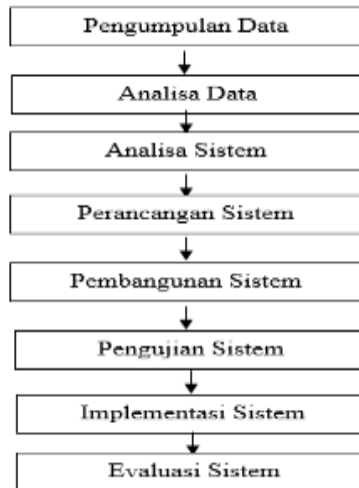 Pengumpulan Data
Analisa Data
Analisa Sistem
Perancangan Sistem
Pembangunan Sistem
Pengujian Sistem
Implementasi Sistem
Evaluasi Sistem